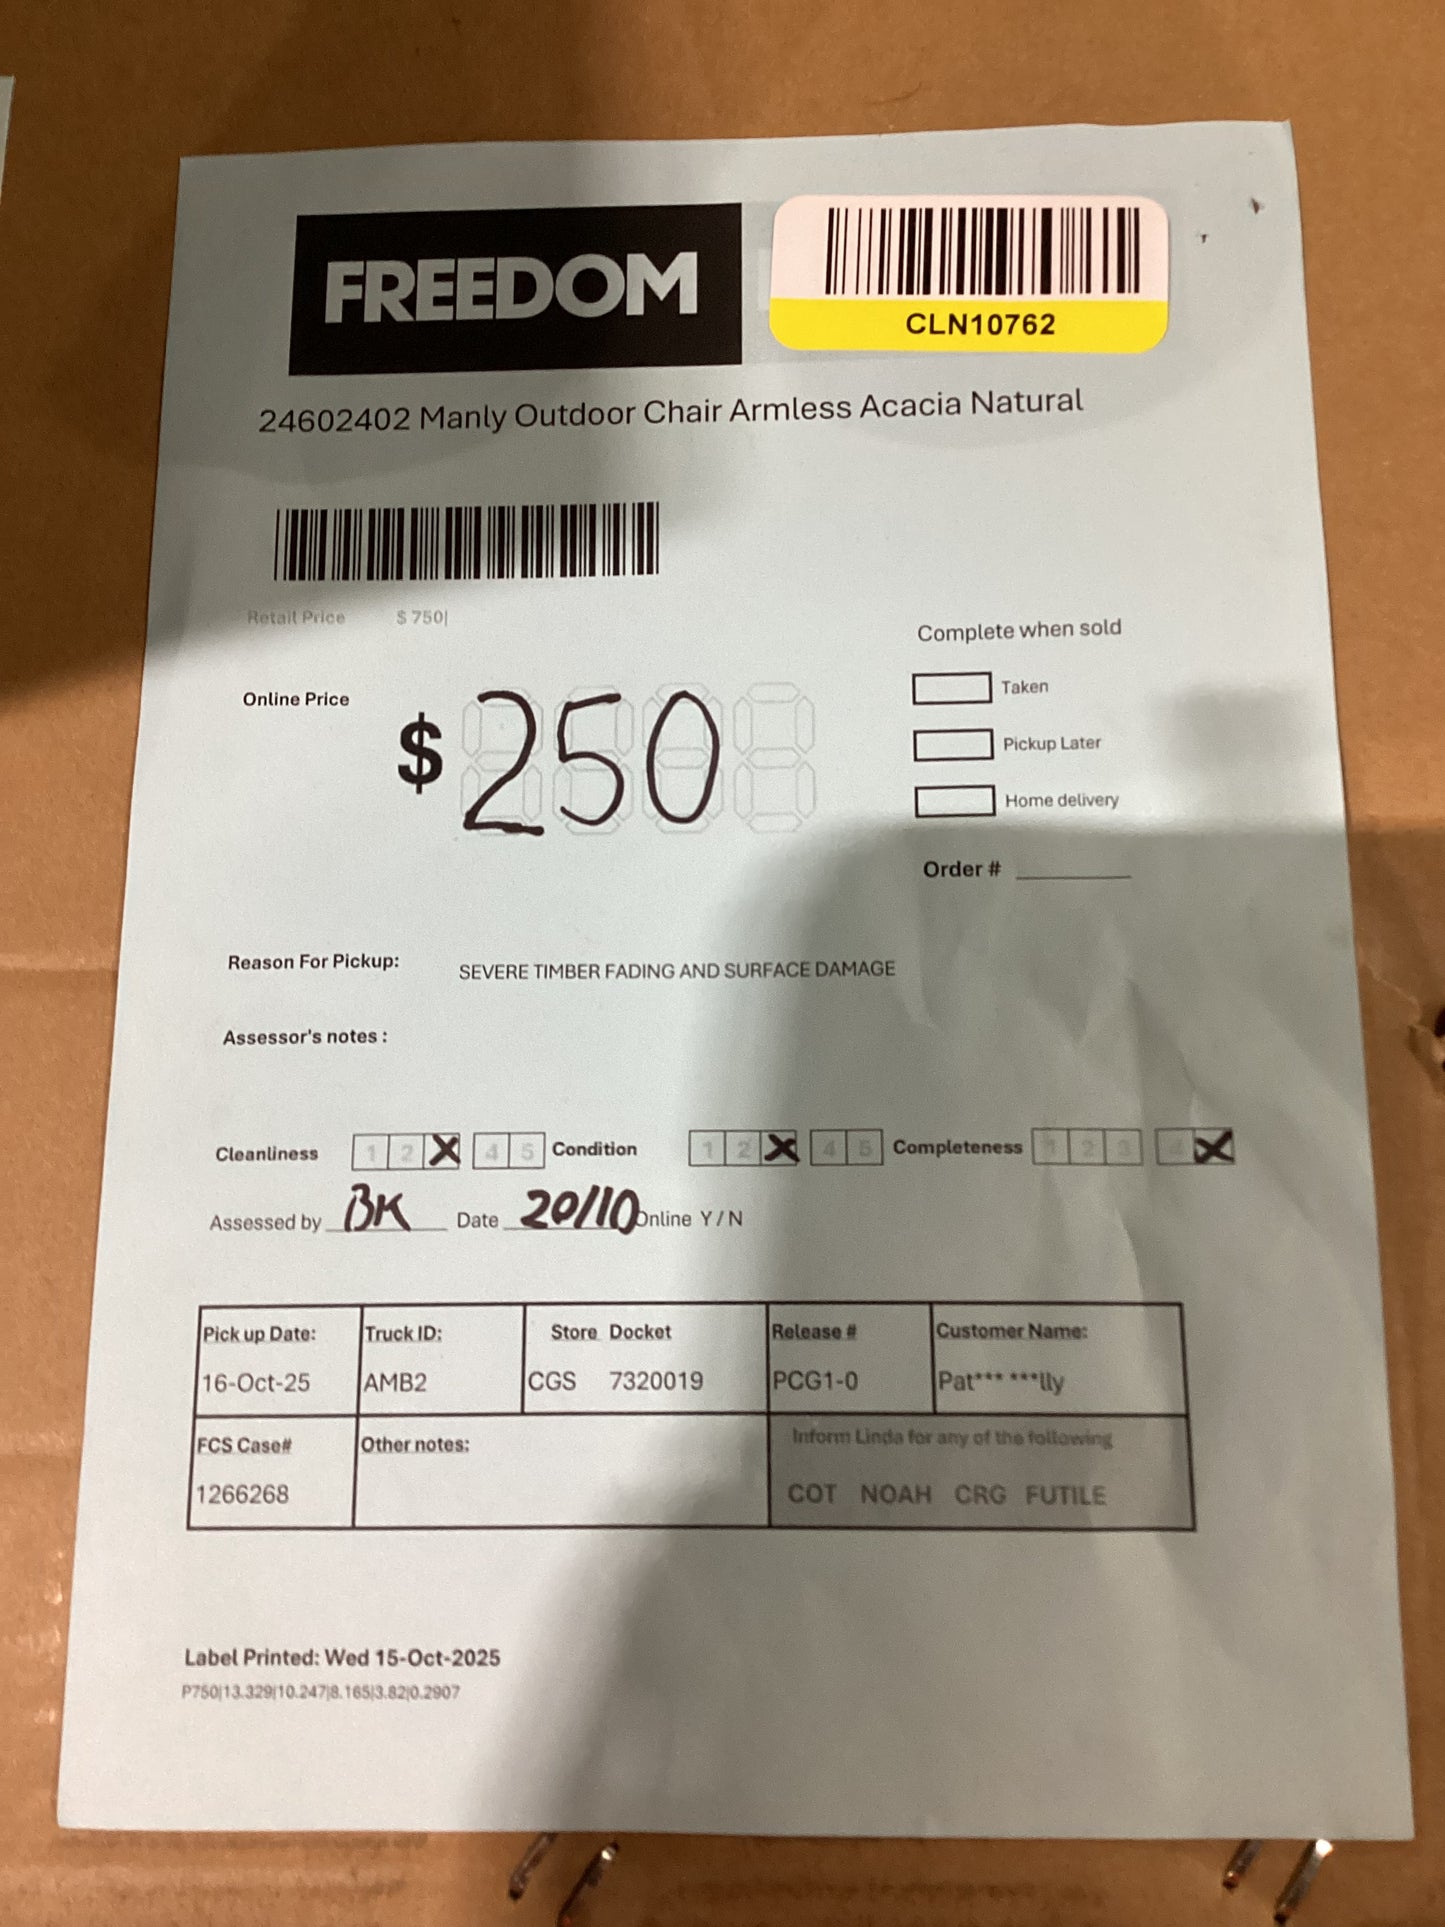 FREEDOM
CLN10762
24602402 Manly Outdoor Chair Armless Acacia Natural
Retail Price $ 750|
Complete when sold
Taken
Online Price $ 250
Pickup Later
Home delivery
Order #
Reason For Pickup: SEVERE TIMBER FADING AND SURFACE DAMAGE
Assessor's notes :
Cleanliness 1 2 X 4 5 Condition 1 2 X 4 5 Completeness 1 2 3 4 X
Assessed by BK Date 20/10 Online Y / N
Pick up Date: Truck ID: Store Docket Release # Customer Name:
16-Oct-25 AMB2 CGS 7320019 PCG1-0 Pat*** ***lly
FCS Case# Other notes: Inform Linda for any of the following
1266268 COT NOAH CRG FUTILE
Label Printed: Wed 15-Oct-2025
P750|13.329|10.247|8.165|3.82|0.2907